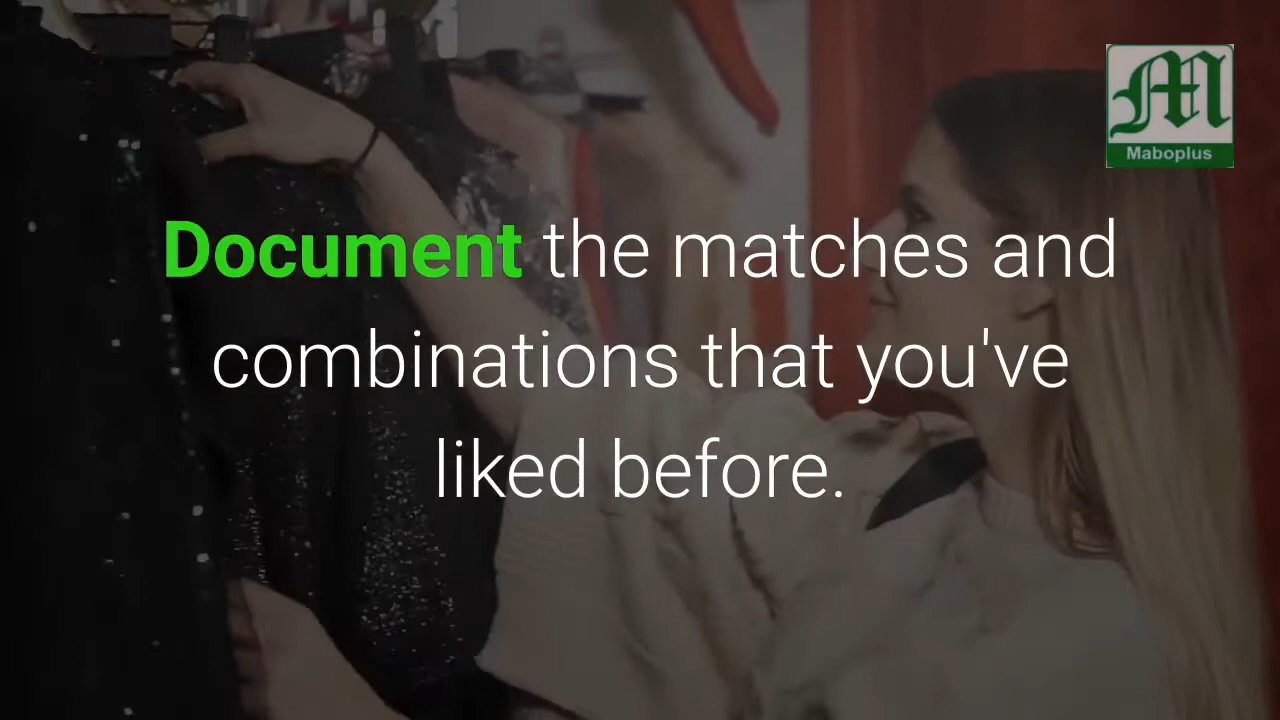 M
Maboplus
Document the matches and
combinations that you've
liked before.